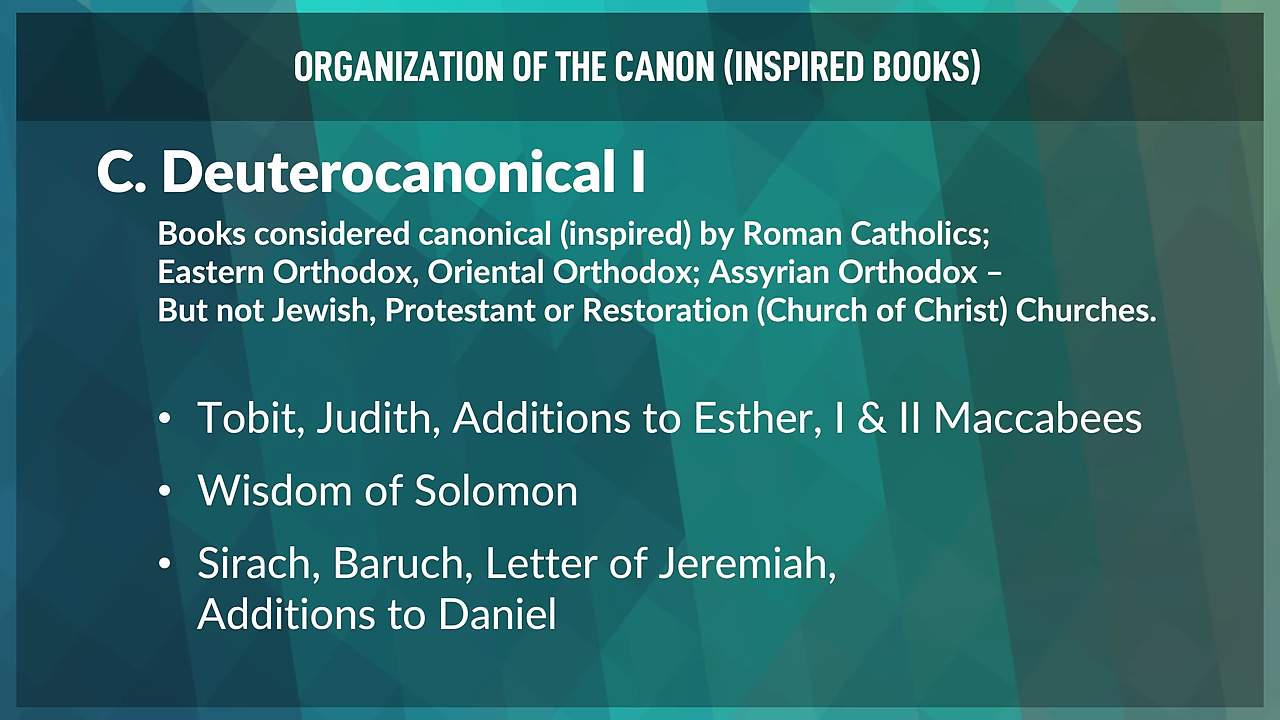 ORGANIZATION OF THE CANON (INSPIRED BOOKS)
C. Deuterocanonical I
Books considered canonical (inspired) by Roman Catholics;
Eastern Orthodox, Oriental Orthodox; Assyrian Orthodox –
But not Jewish, Protestant or Restoration (Church of Christ) Churches.
• Tobit, Judith, Additions to Esther, I & II Maccabees
• Wisdom of Solomon
• Sirach, Baruch, Letter of Jeremiah,
Additions to Daniel